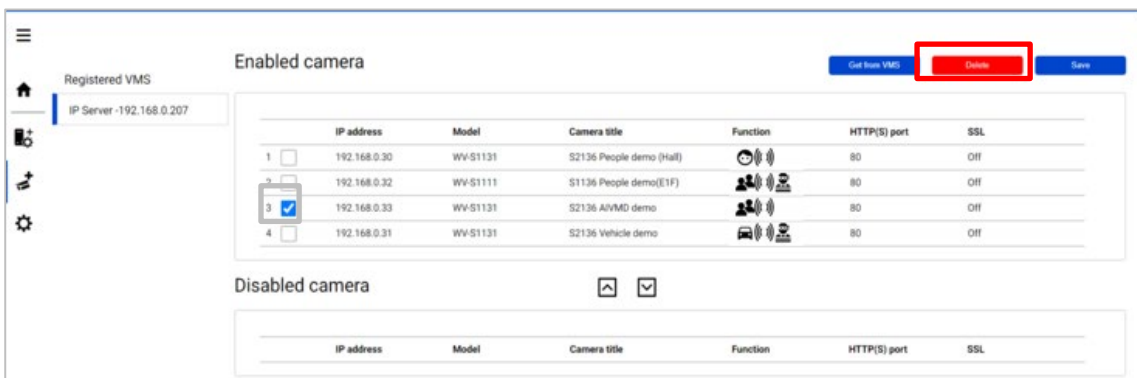 Enabled camera
Get from VMS Delete Save
Registered VMS
IP Server -192.168.0.207
IP address Model Camera title Function HTTP(S) port SSL
1 192.168.0.30 WV-S1131 S2136 People demo (Hall) 80 Off
2 192.168.0.32 WV-S1111 S1136 People demo(E1F) 80 Off
3 192.168.0.33 WV-S1131 S2136 AIVMD demo 80 Off
4 192.168.0.31 WV-S1131 S2136 Vehicle demo 80 Off
Disabled camera
IP address Model Camera title Function HTTP(S) port SSL